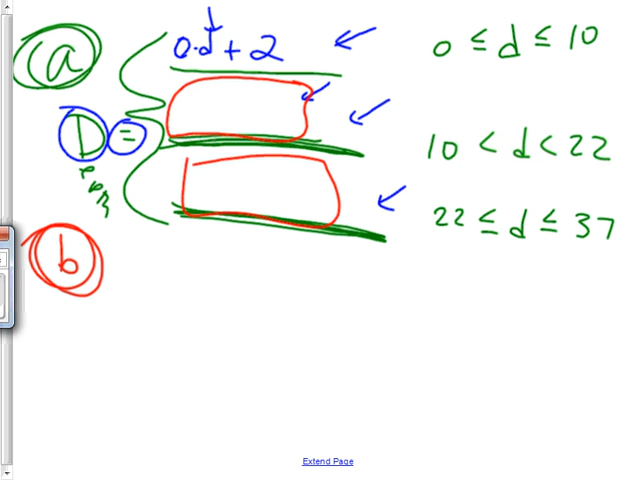 a
0·d + 2
0 ≤ d ≤ 10
D =
10 < d < 22
22 ≤ d ≤ 37
b
Extend Page